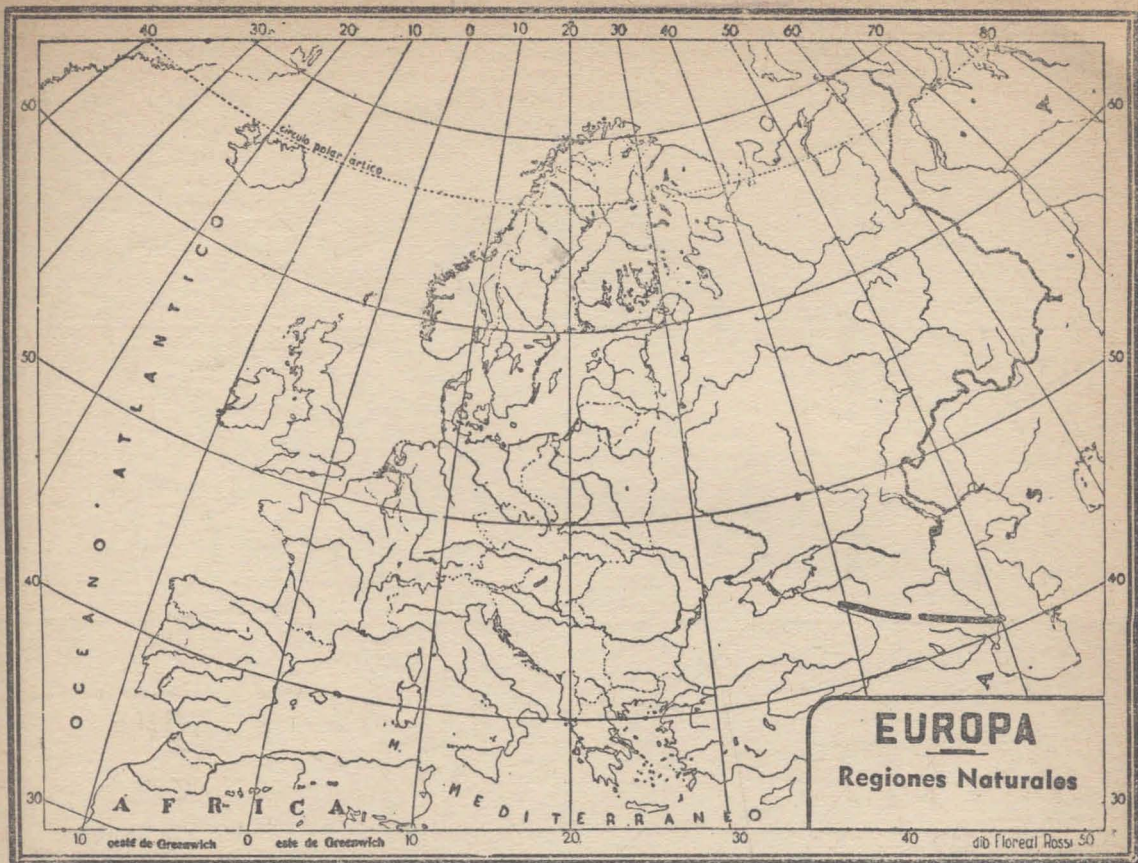 40 30 20 10 0 10 20 30 40 50 60 70 80
60 60
círculo polar ártico
OCEANO. ATLANTICO
50 50
40 40
ASIA
EUROPA
Regiones Naturales
M.
MEDITERRANEO
AFRICA
30 30
10 oeste de Greenwich 0 este de Greenwich 10 20 30 40 50
dib Floreal Rossi